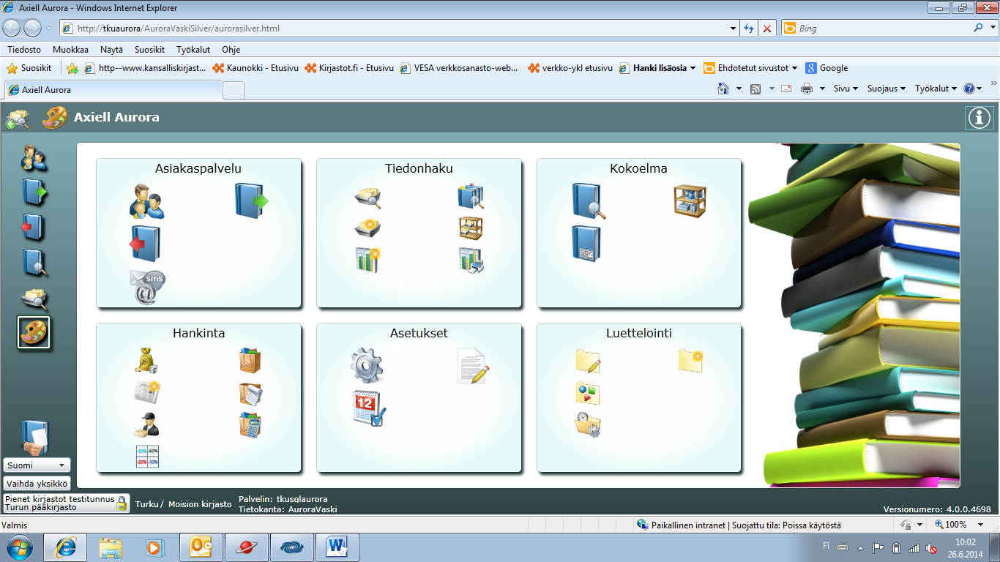 Axiell Aurora - Windows Internet Explorer
http://tkuaurora/AuroraVaskiSilver/aurorasilver.html
Bing
Tiedosto Muokkaa Näytä Suosikit Työkalut Ohje
Suosikit http--www.kansalliskirjast... Kaunokki - Etusivu Kirjastot.fi - Etusivu VESA verkkosanasto-web... verkko-ykl etusivu Hanki lisäosia Ehdotetut sivustot Google
Axiell Aurora
Sivu Suojaus Työkalut
Axiell Aurora
Asiakaspalvelu Tiedonhaku Kokoelma
sms
@
Hankinta Asetukset Luettelointi
12
-10% -60%
-20% -30%
Suomi
Vaihda yksikkö
Pienet kirjastot testitunnus
Turun pääkirjasto
Turku / Moision kirjasto
Palvelin: tkusqlaurora
Tietokanta: AuroraVaski
Versionumero: 4.0.0.4698
Valmis
Paikallinen intranet | Suojattu tila: Poissa käytöstä
100%
FI
10:02
26.6.2014